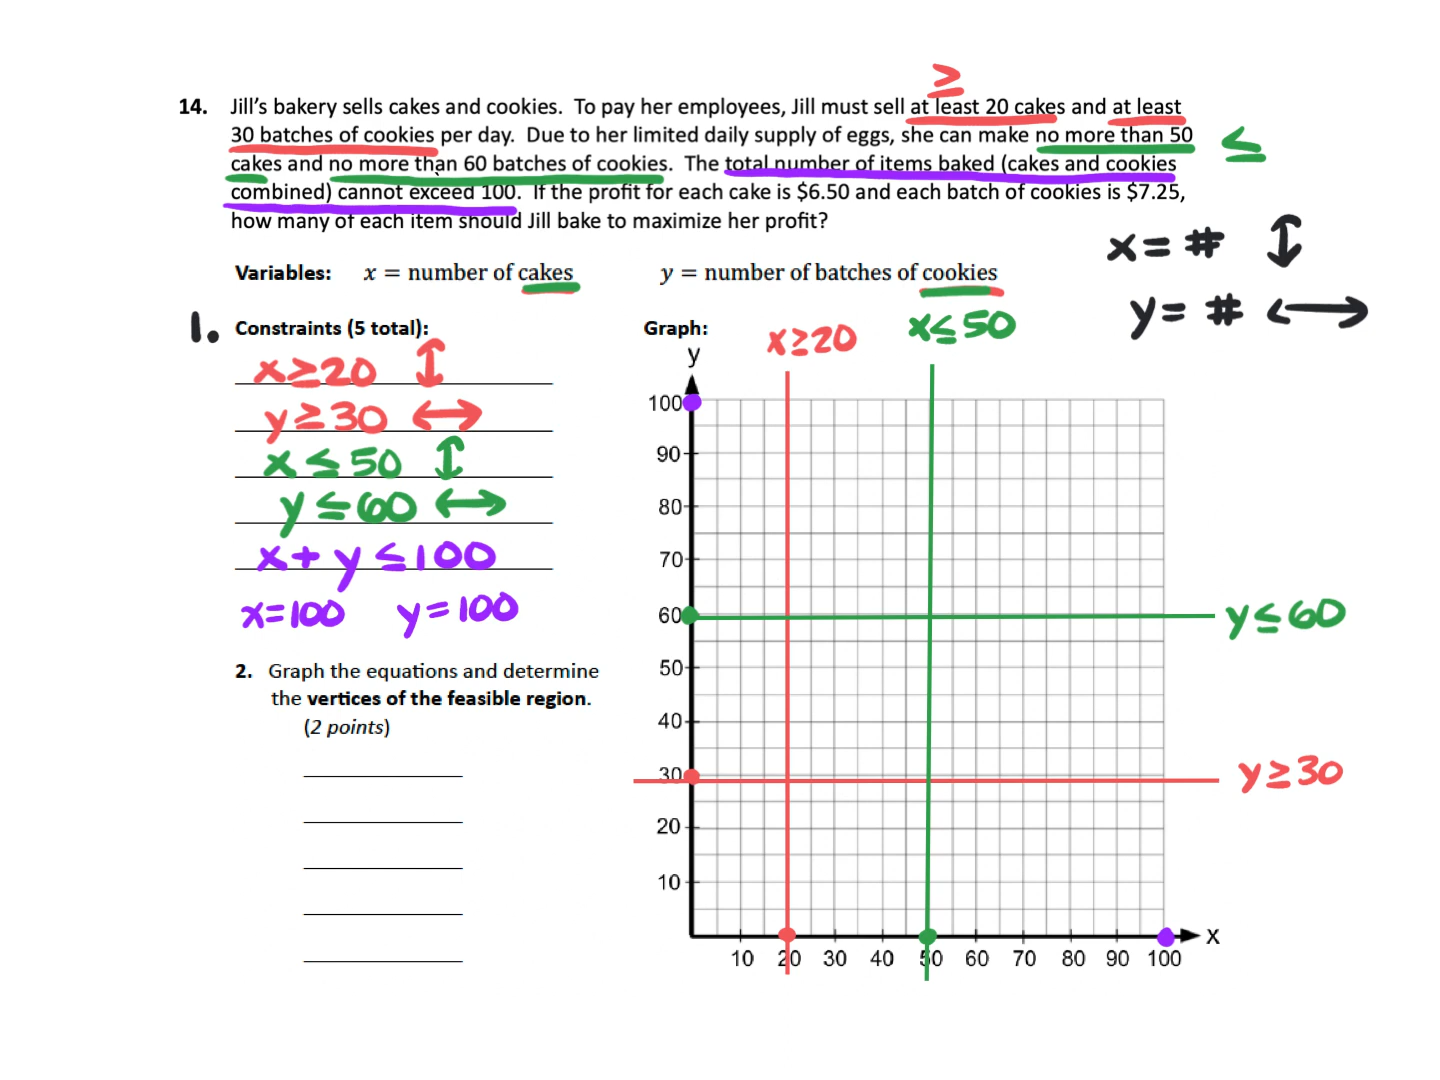 ≥
14. Jill's bakery sells cakes and cookies. To pay her employees, Jill must sell at least 20 cakes and at least
30 batches of cookies per day. Due to her limited daily supply of eggs, she can make no more than 50
≤
cakes and no more than 60 batches of cookies. The total number of items baked (cakes and cookies
combined) cannot exceed 100. If the profit for each cake is $6.50 and each batch of cookies is $7.25,
how many of each item should Jill bake to maximize her profit?
x = # ↕
y = # ↔
Variables: x = number of cakes y = number of batches of cookies
1. Constraints (5 total):
x ≥ 20 ↕
y ≥ 30 ↔
x ≤ 50 ↕
y ≤ 60 ↔
x + y ≤ 100
x = 100 y = 100
2. Graph the equations and determine
the vertices of the feasible region.
(2 points)
Graph: x ≥ 20 x ≤ 50
y
100
90
80
70
60 y ≤ 60
50
40
30 y ≥ 30
20
10
x
10 20 30 40 50 60 70 80 90 100